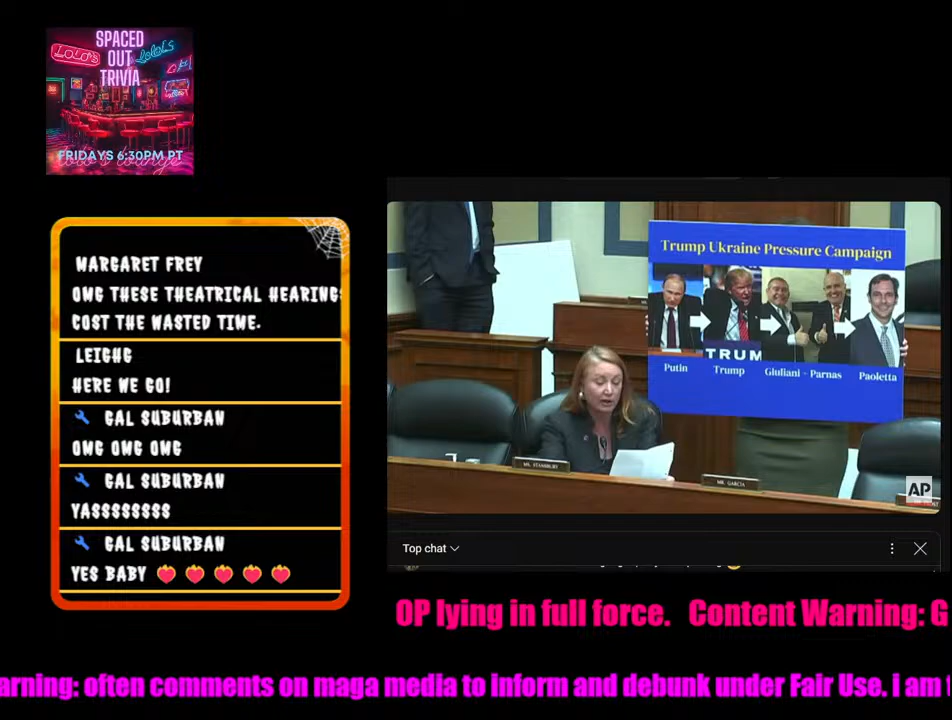 SPACED
OUT
TRIVIA
LOLO'S
LOLO'S
FRIDAYS 6:30PM PT
lolo's lounge
MARGARET FREY
OMG THESE THEATRICAL HEARINGS
COST THE WASTED TIME.
LEIGHG
HERE WE GO!
GAL SUBURBAN
OMG OMG OMG
GAL SUBURBAN
YASSSSSSSS
GAL SUBURBAN
YES BABY
Trump Ukraine Pressure Campaign
TRUM
Putin
Trump
Giuliani - Parnas
Paoletta
MS. STANSBURY
MR. GARCIA
AP
Top chat
OP lying in full force. Content Warning: G
arning: often comments on maga media to inform and debunk under Fair Use. i am t